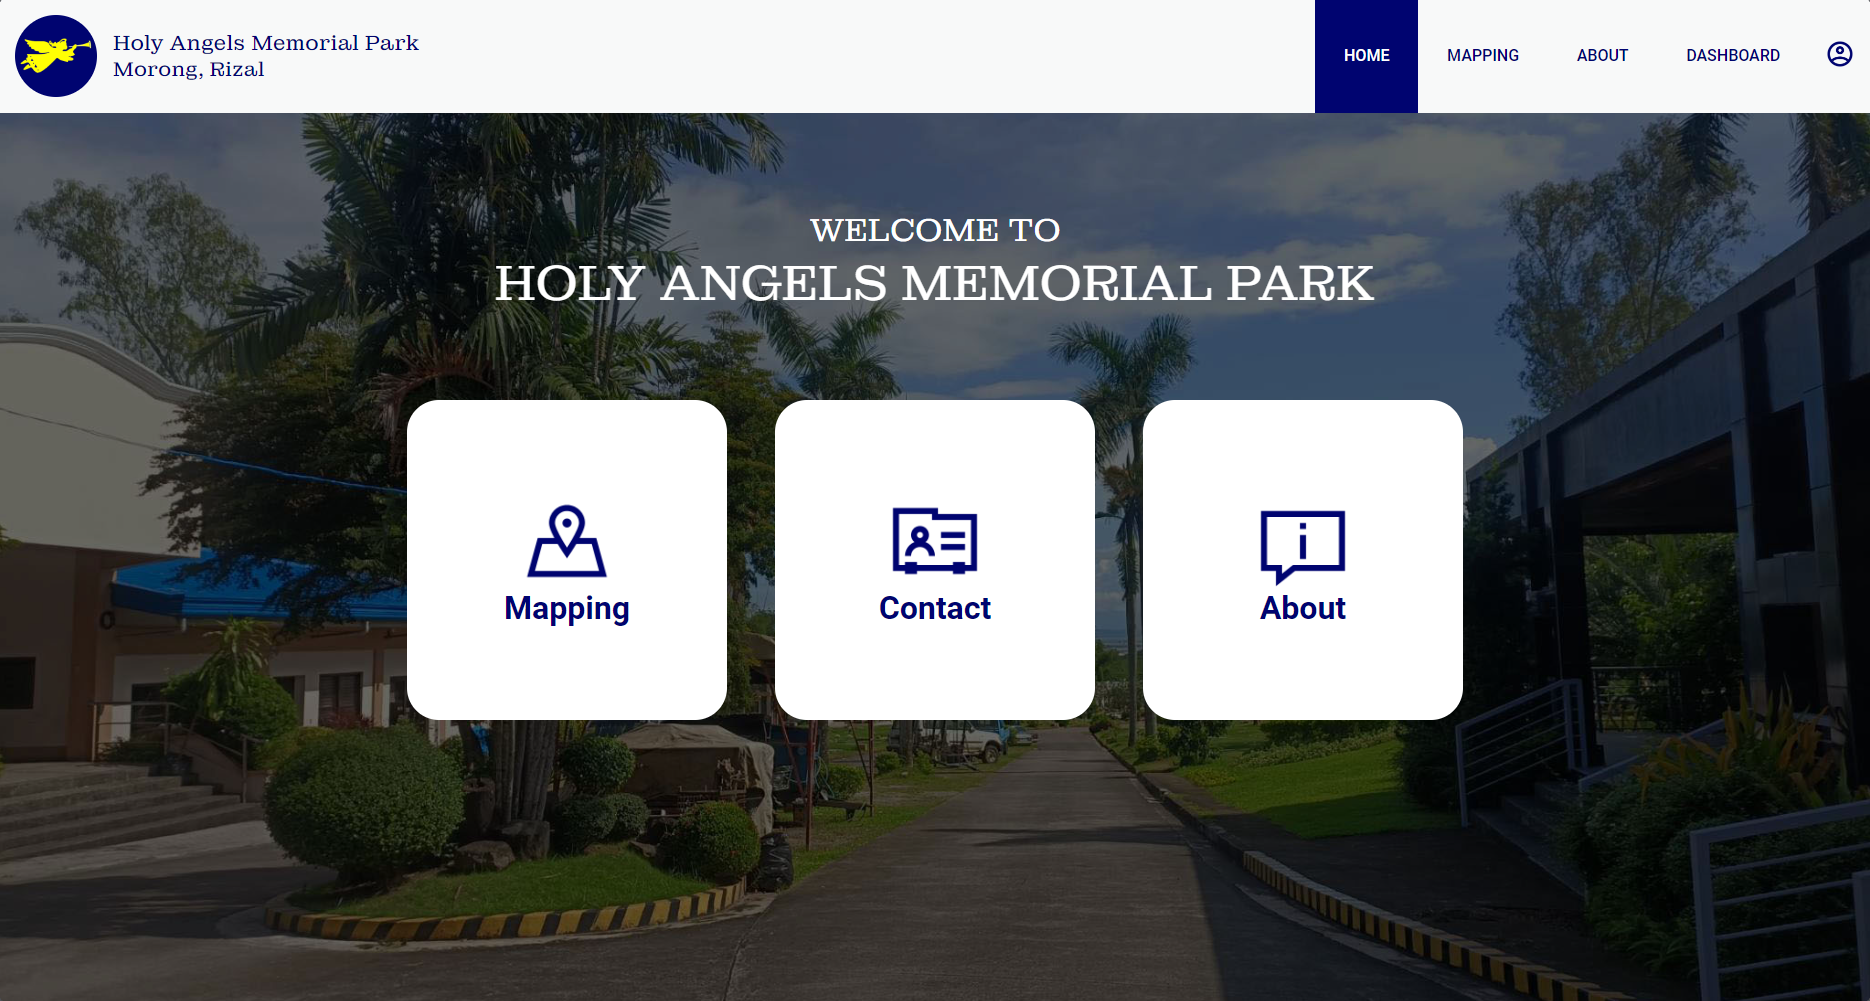 Holy Angels Memorial Park
Morong, Rizal
HOME
MAPPING
ABOUT
DASHBOARD
WELCOME TO
HOLY ANGELS MEMORIAL PARK
Mapping
Contact
About